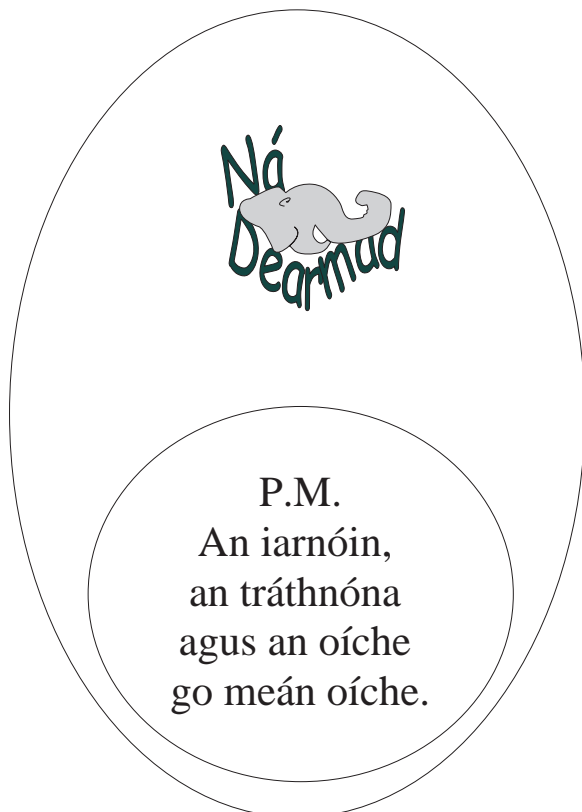 Ná
Dearmad
P.M.
An iarnóin,
an tráthnóna
agus an oíche
go meán oíche.